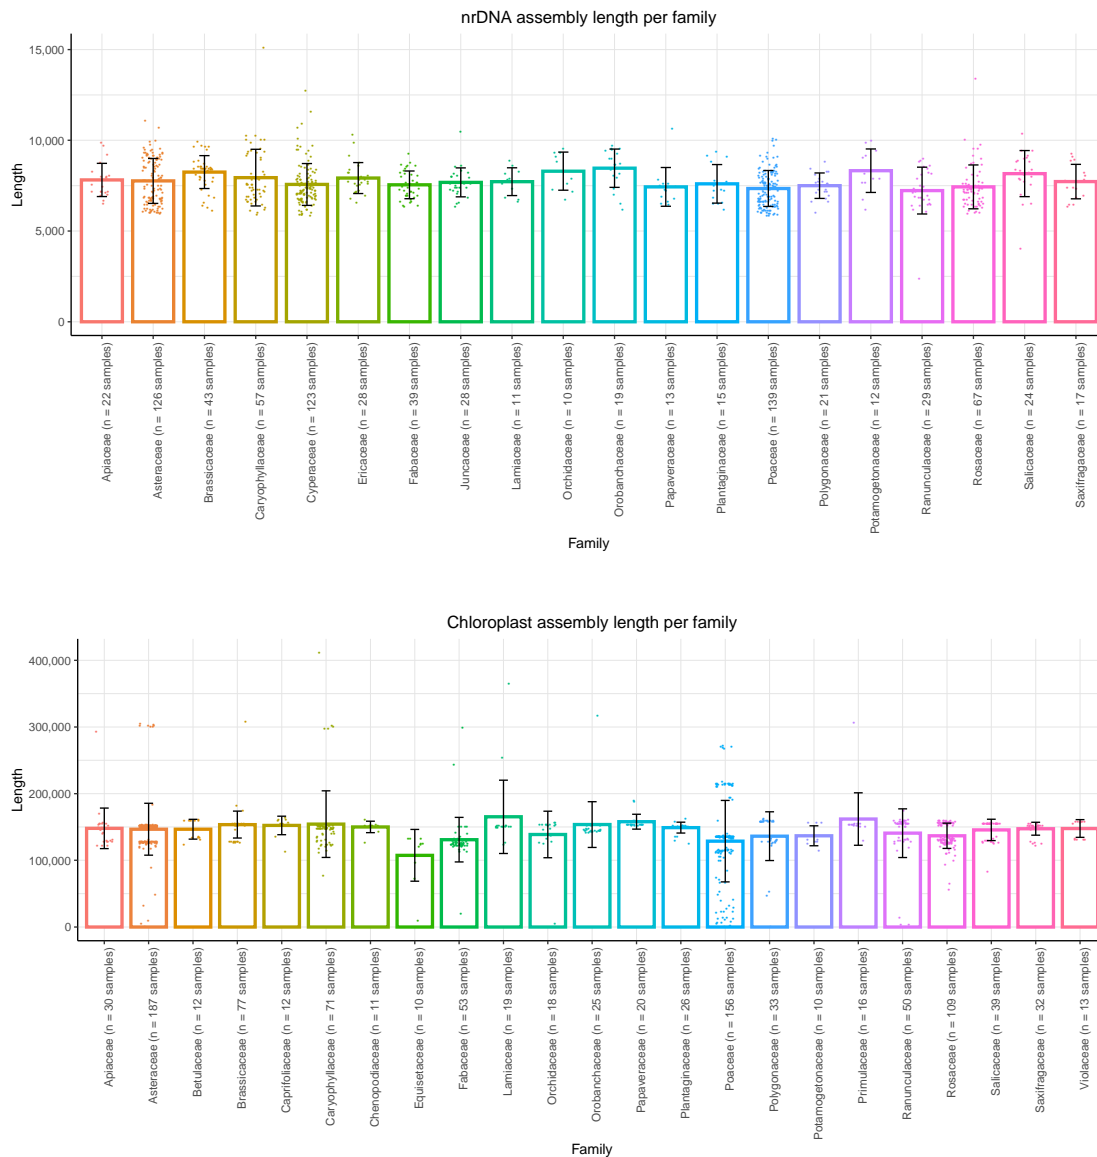 nrDNA assembly length per family
15,000
10,000
5,000
0
Length
Apiaceae (n = 22 samples)
Asteraceae (n = 126 samples)
Brassicaceae (n = 43 samples)
Caryophyllaceae (n = 57 samples)
Cyperaceae (n = 123 samples)
Ericaceae (n = 28 samples)
Fabaceae (n = 39 samples)
Juncaceae (n = 28 samples)
Lamiaceae (n = 11 samples)
Orchidaceae (n = 10 samples)
Orobanchaceae (n = 19 samples)
Papaveraceae (n = 13 samples)
Plantaginaceae (n = 15 samples)
Poaceae (n = 139 samples)
Polygonaceae (n = 21 samples)
Potamogetonaceae (n = 12 samples)
Ranunculaceae (n = 29 samples)
Rosaceae (n = 67 samples)
Salicaceae (n = 24 samples)
Saxifragaceae (n = 17 samples)
Family
Chloroplast assembly length per family
400,000
300,000
200,000
100,000
0
Length
Apiaceae (n = 30 samples)
Asteraceae (n = 187 samples)
Betulaceae (n = 12 samples)
Brassicaceae (n = 77 samples)
Caprifoliaceae (n = 12 samples)
Caryophyllaceae (n = 71 samples)
Chenopodiaceae (n = 11 samples)
Equisetaceae (n = 10 samples)
Fabaceae (n = 53 samples)
Lamiaceae (n = 19 samples)
Orchidaceae (n = 18 samples)
Orobanchaceae (n = 25 samples)
Papaveraceae (n = 20 samples)
Plantaginaceae (n = 26 samples)
Poaceae (n = 156 samples)
Polygonaceae (n = 33 samples)
Potamogetonaceae (n = 10 samples)
Primulaceae (n = 16 samples)
Ranunculaceae (n = 50 samples)
Rosaceae (n = 109 samples)
Salicaceae (n = 39 samples)
Saxifragaceae (n = 32 samples)
Violaceae (n = 13 samples)
Family